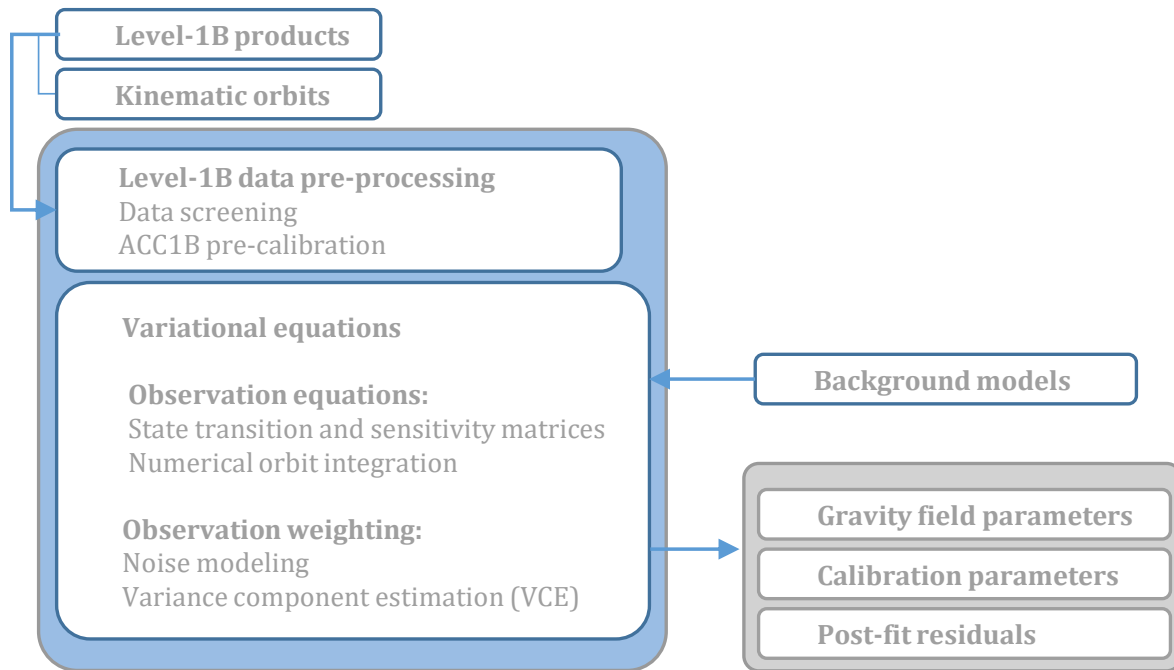 Level-1B products
Kinematic orbits
Level-1B data pre-processing
Data screening
ACC1B pre-calibration
Variational equations
Observation equations:
State transition and sensitivity matrices
Numerical orbit integration
Observation weighting:
Noise modeling
Variance component estimation (VCE)
Background models
Gravity field parameters
Calibration parameters
Post-fit residuals